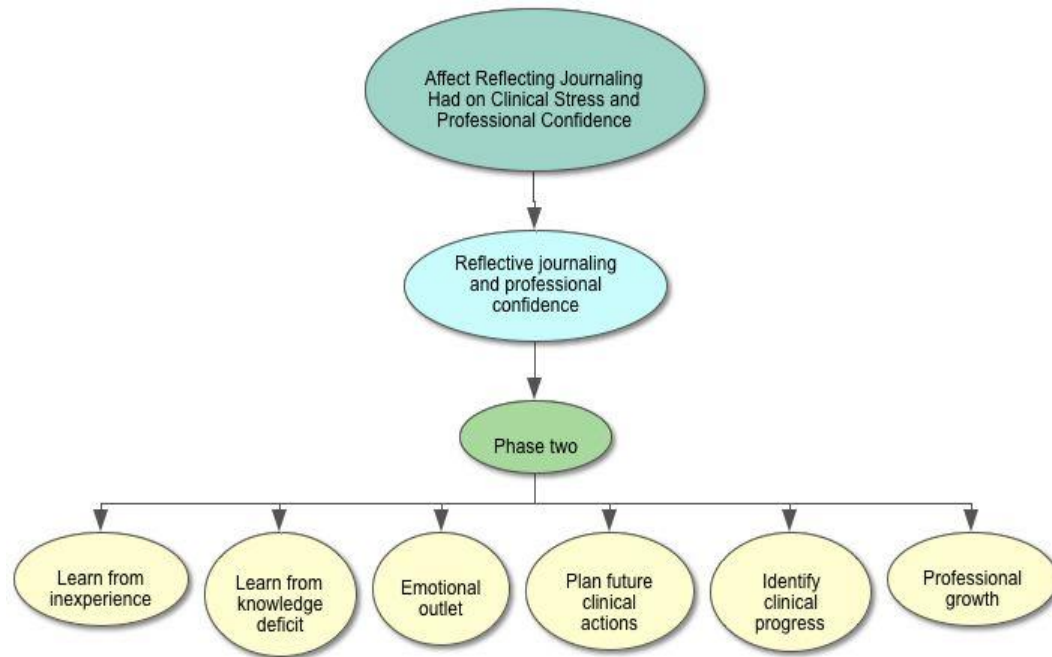 Affect Reflecting Journaling
Had on Clinical Stress and
Professional Confidence
Reflective journaling
and professional
confidence
Phase two
Learn from
inexperience
Learn from
knowledge
deficit
Emotional
outlet
Plan future
clinical
actions
Identify
clinical
progress
Professional
growth